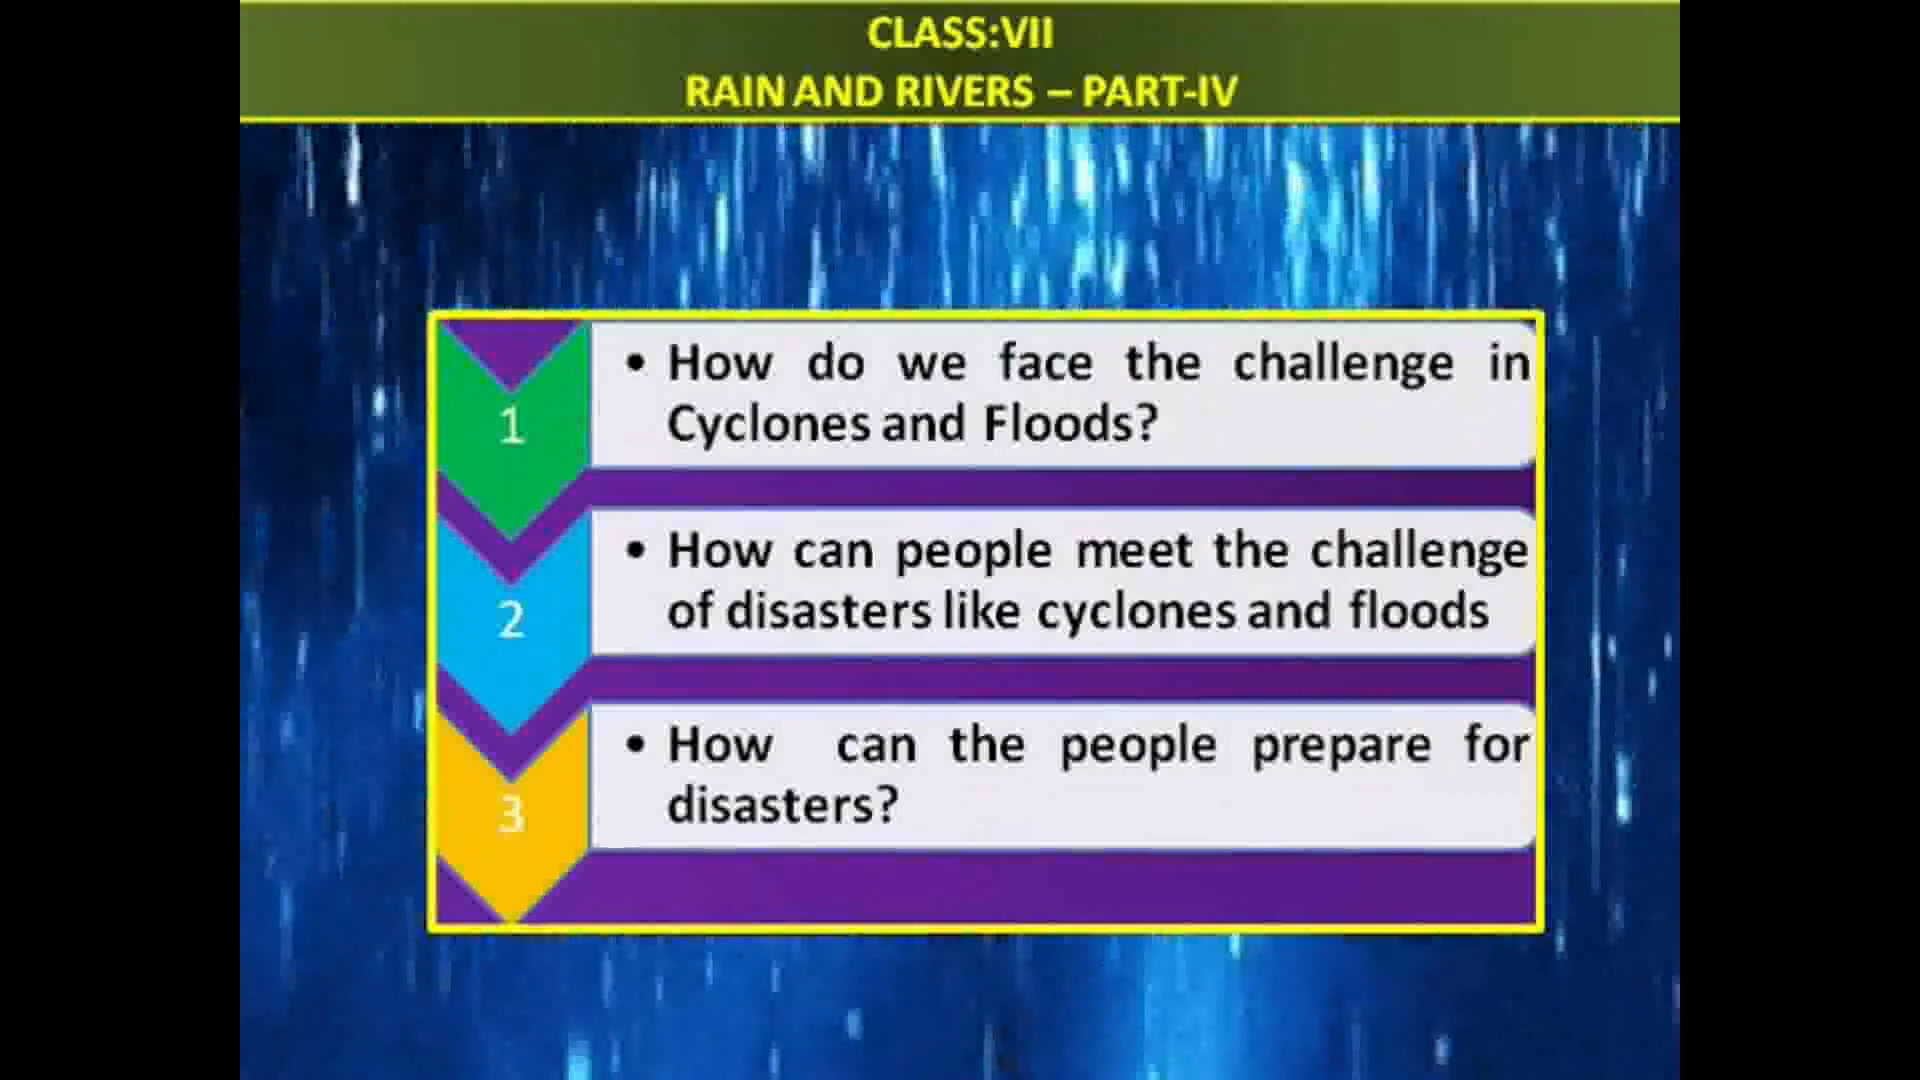 CLASS:VII
RAIN AND RIVERS – PART-IV
1
• How do we face the challenge in
Cyclones and Floods?
2
• How can people meet the challenge
of disasters like cyclones and floods
3
• How can the people prepare for
disasters?